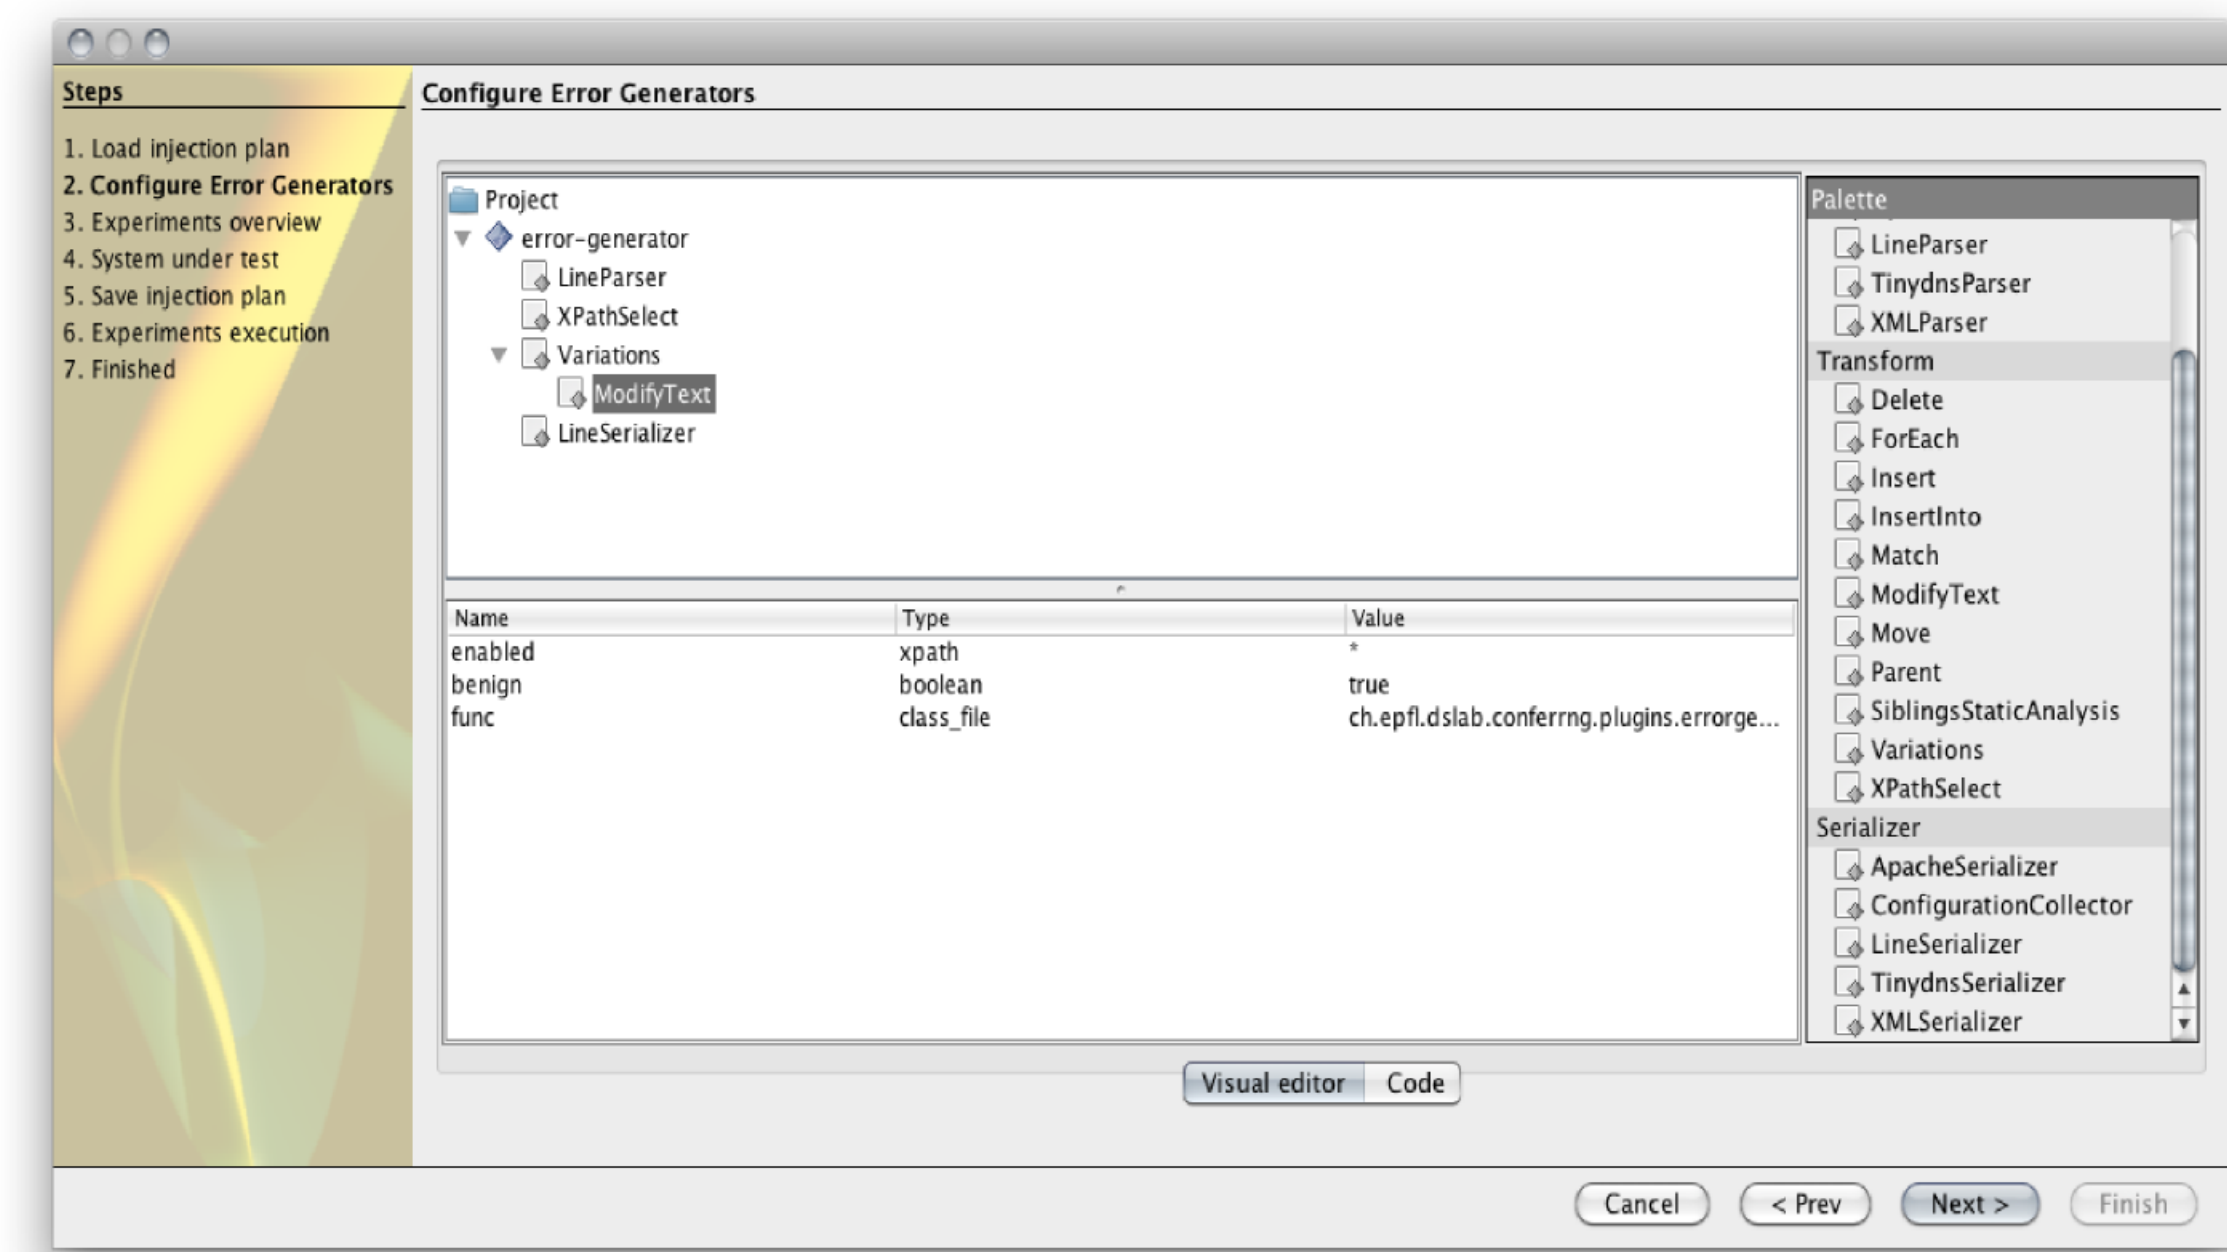 Steps
1. Load injection plan
2. Configure Error Generators
3. Experiments overview
4. System under test
5. Save injection plan
6. Experiments execution
7. Finished
Configure Error Generators
Project
error-generator
LineParser
XPathSelect
Variations
ModifyText
LineSerializer
Name Type Value
enabled xpath *
benign boolean true
func class_file ch.epfl.dslab.conferrng.plugins.errorge...
Palette
LineParser
TinydnsParser
XMLParser
Transform
Delete
ForEach
Insert
InsertInto
Match
ModifyText
Move
Parent
SiblingsStaticAnalysis
Variations
XPathSelect
Serializer
ApacheSerializer
ConfigurationCollector
LineSerializer
TinydnsSerializer
XMLSerializer
Visual editor Code
Cancel < Prev Next > Finish